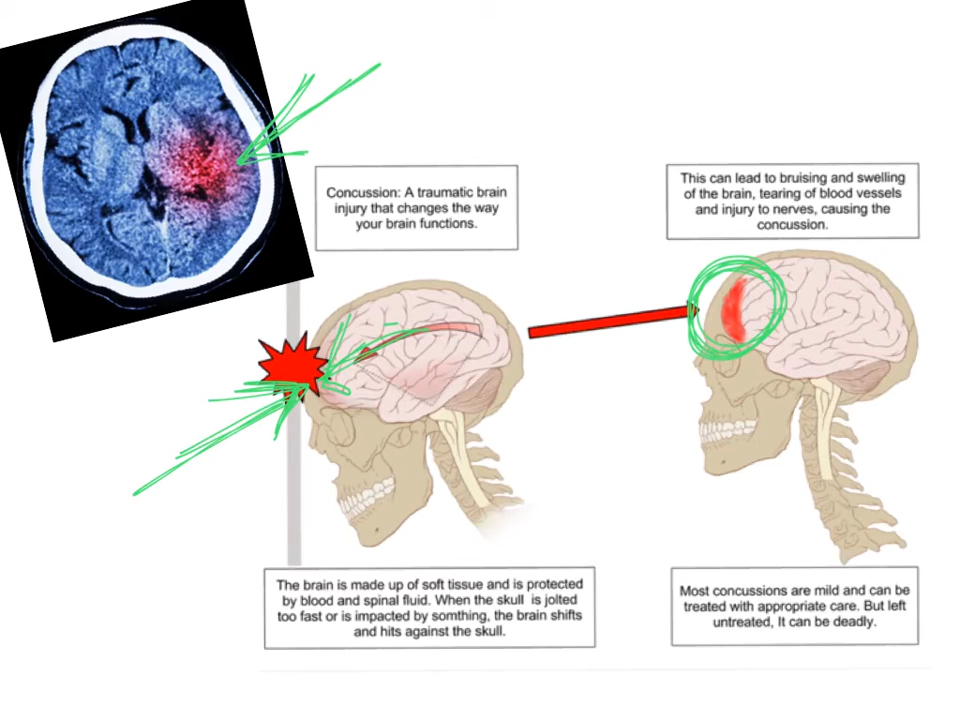 Concussion: A traumatic brain
injury that changes the way
your brain functions.
This can lead to bruising and swelling
of the brain, tearing of blood vessels
and injury to nerves, causing the
concussion.
The brain is made up of soft tissue and is protected
by blood and spinal fluid. When the skull is jolted
too fast or is impacted by somthing, the brain shifts
and hits against the skull.
Most concussions are mild and can be
treated with appropriate care. But left
untreated, It can be deadly.